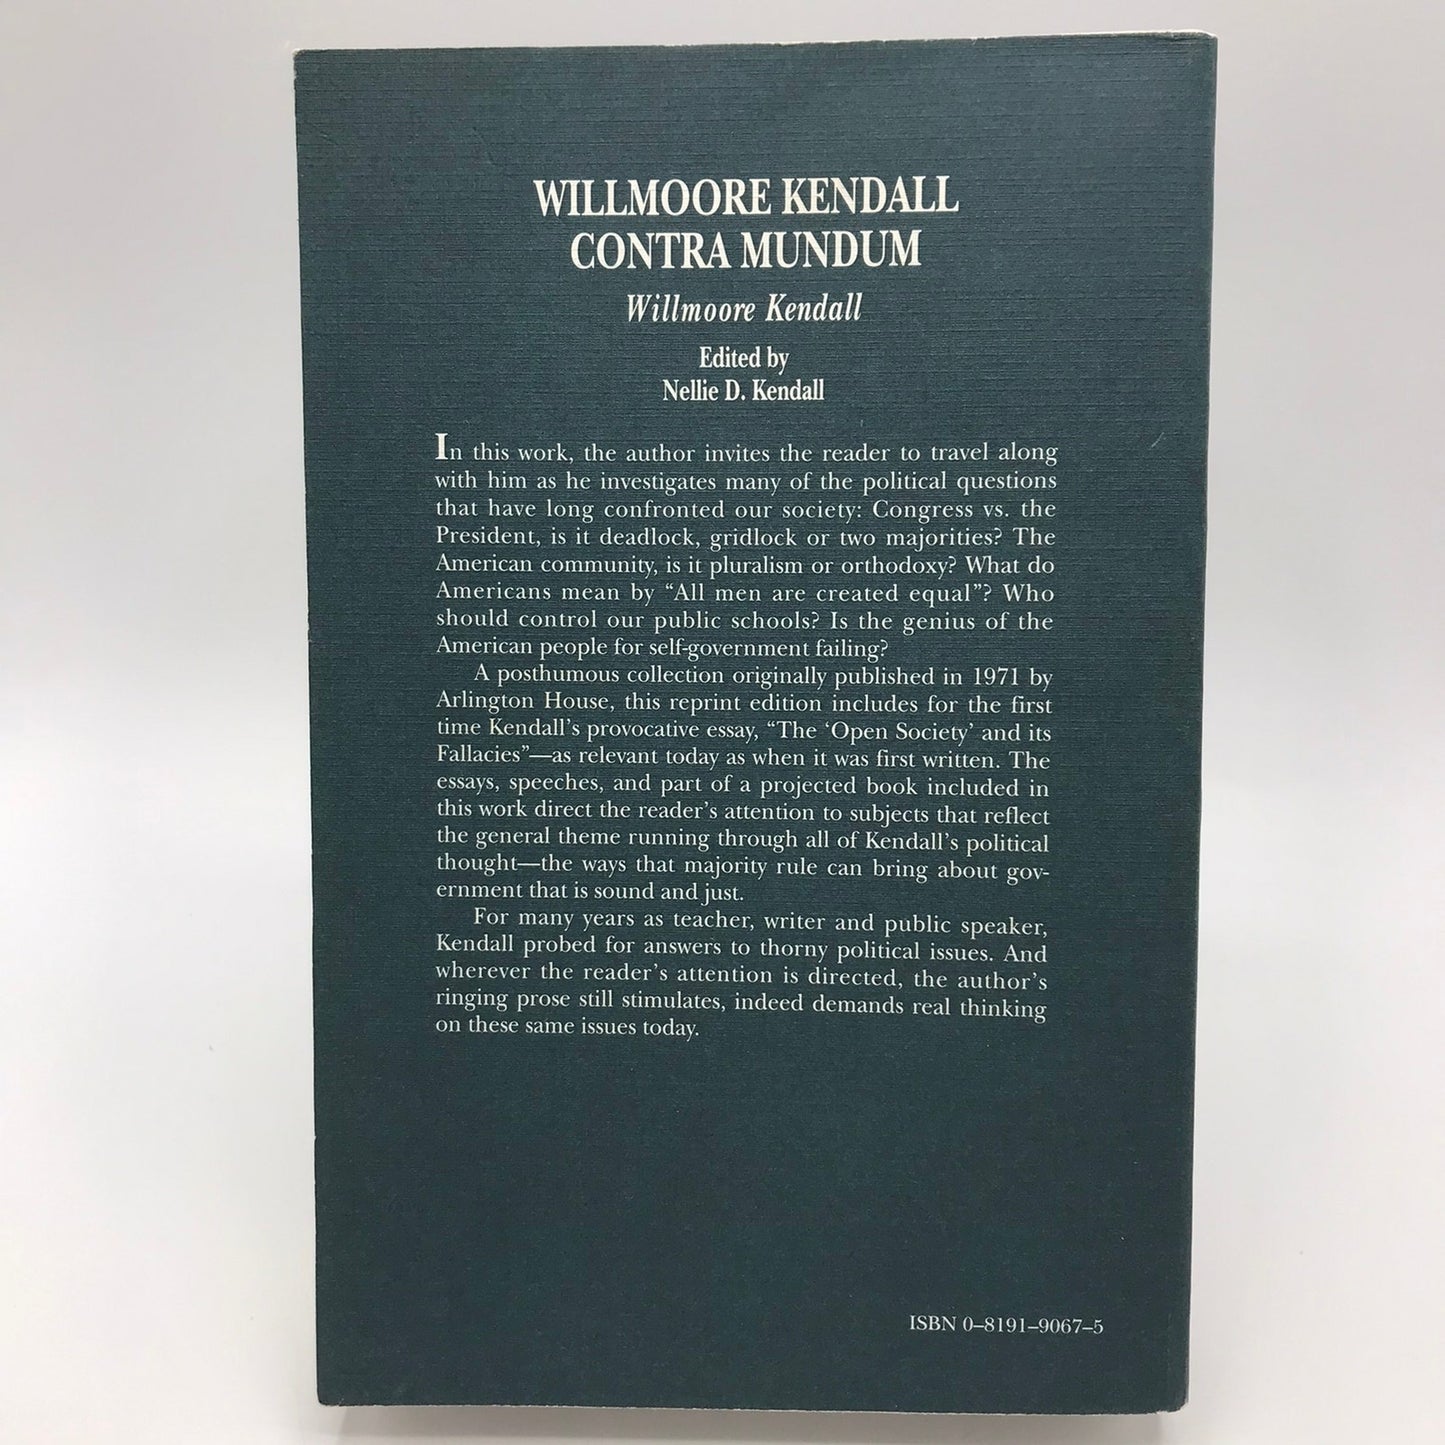 WILLMOORE KENDALL
CONTRA MUNDUM
Willmoore Kendall
Edited by
Nellie D. Kendall
In this work, the author invites the reader to travel along
with him as he investigates many of the political questions
that have long confronted our society: Congress vs. the
President, is it deadlock, gridlock or two majorities? The
American community, is it pluralism or orthodoxy? What do
Americans mean by “All men are created equal”? Who
should control our public schools? Is the genius of the
American people for self-government failing?
A posthumous collection originally published in 1971 by
Arlington House, this reprint edition includes for the first
time Kendall’s provocative essay, “The ‘Open Society’ and its
Fallacies”—as relevant today as when it was first written. The
essays, speeches, and part of a projected book included in
this work direct the reader’s attention to subjects that reflect
the general theme running through all of Kendall’s political
thought—the ways that majority rule can bring about gov-
ernment that is sound and just.
For many years as teacher, writer and public speaker,
Kendall probed for answers to thorny political issues. And
wherever the reader’s attention is directed, the author’s
ringing prose still stimulates, indeed demands real thinking
on these same issues today.
ISBN 0–8191–9067–5